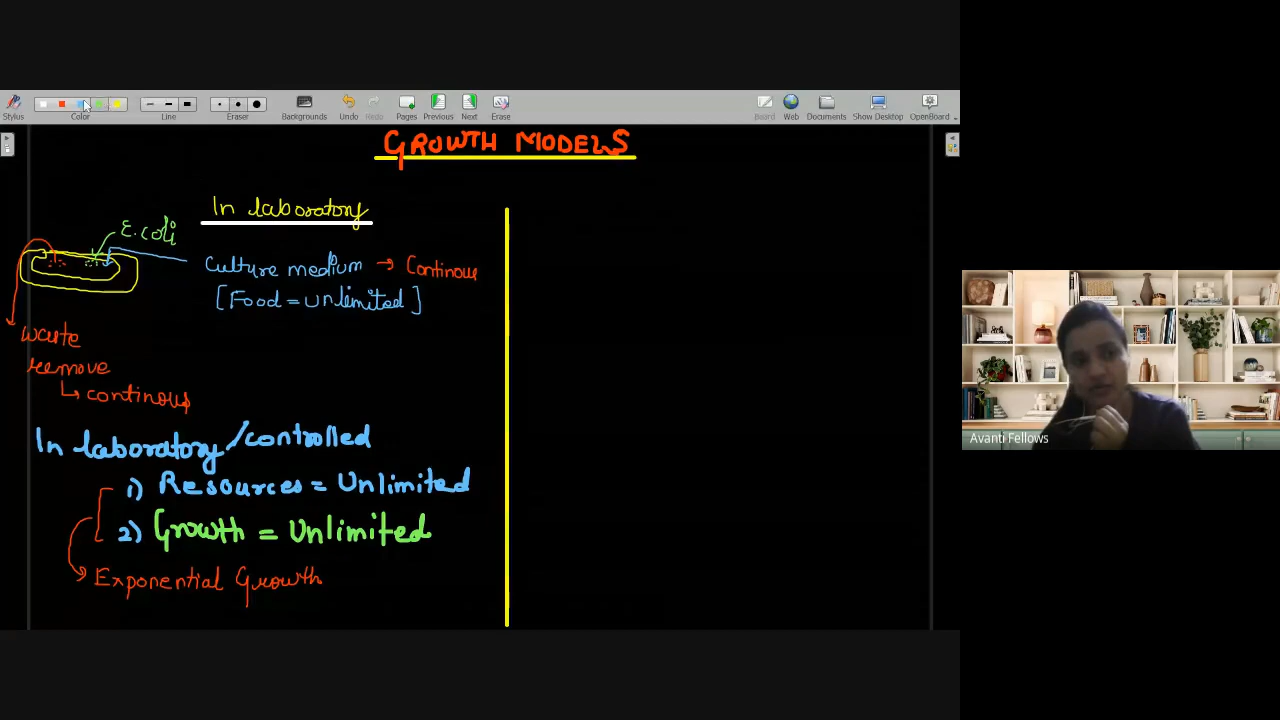 Stylus
Color
Line
Eraser
Backgrounds
Undo
Redo
Pages
Previous
Next
Erase
Board
Web
Documents
Show Desktop
OpenBoard
GROWTH MODELS
In laboratory
E.coli
Culture medium → Continous
[Food = unlimited]
waste
remove
↳ continous
In laboratory/controlled
1) Resources = Unlimited
2) Growth = Unlimited
Exponential Growth
Avanti Fellows